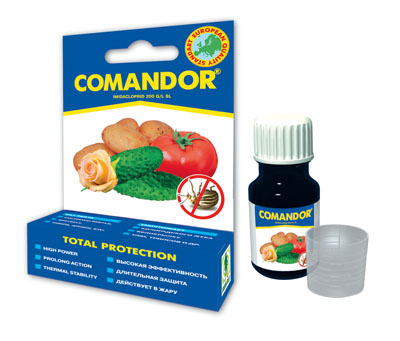 EUROPEAN
QUALITY STANDART
COMANDOR®
IMIDACLOPRID 200 G/L SL
TOTAL PROTECTION
HIGH POWER
PROLONG ACTION
THERMAL STABILITY
ВЫСОКАЯ ЭФФЕКТИВНОСТЬ
ДЛИТЕЛЬНАЯ ЗАЩИТА
ДЕЙСТВУЕТ В ЖАРУ
COMANDOR®